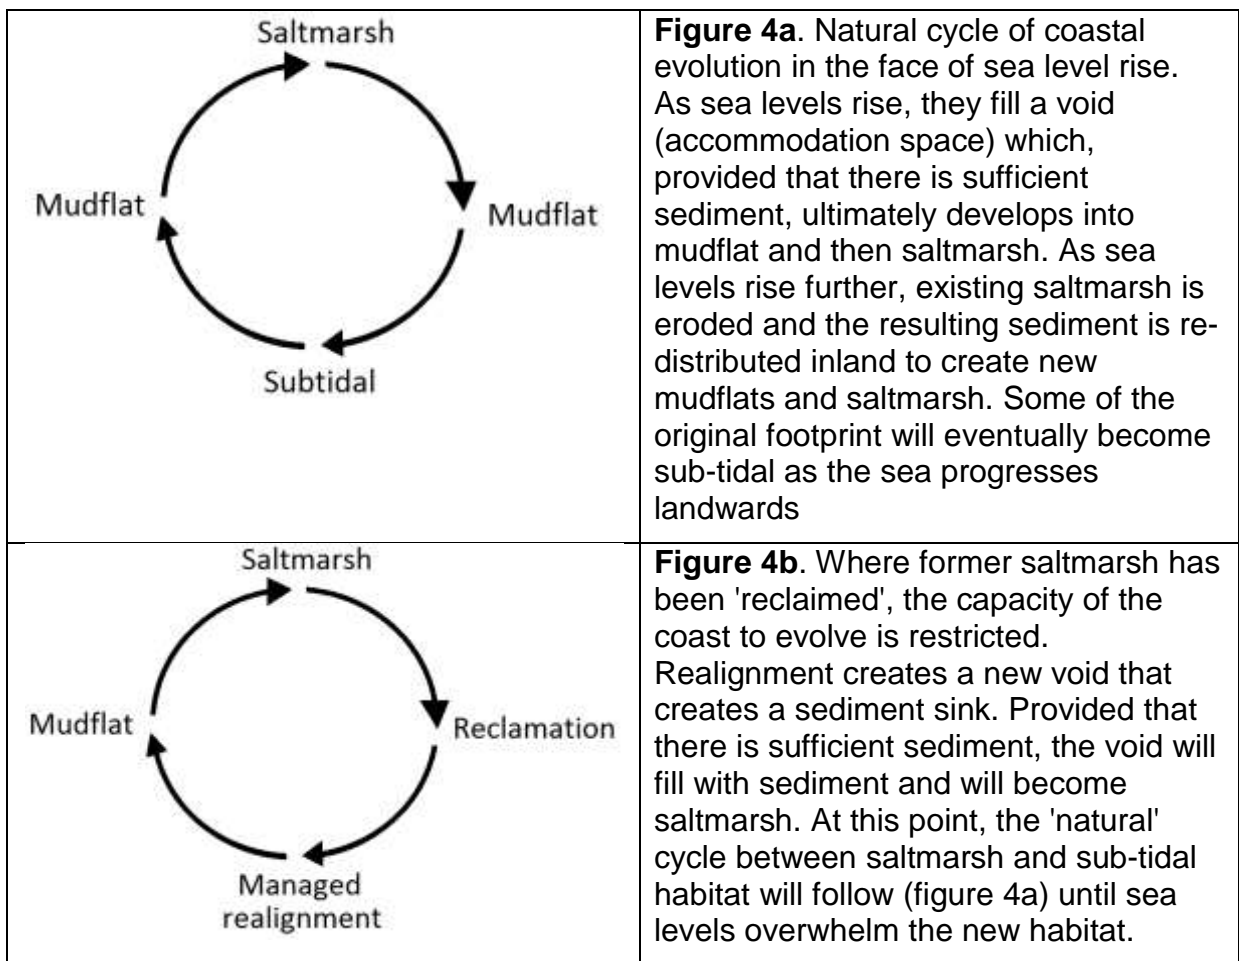 Saltmarsh
Mudflat
Mudflat
Subtidal
Figure 4a. Natural cycle of coastal
evolution in the face of sea level rise.
As sea levels rise, they fill a void
(accommodation space) which,
provided that there is sufficient
sediment, ultimately develops into
mudflat and then saltmarsh. As sea
levels rise further, existing saltmarsh is
eroded and the resulting sediment is re-
distributed inland to create new
mudflats and saltmarsh. Some of the
original footprint will eventually become
sub-tidal as the sea progresses
landwards
Saltmarsh
Mudflat
Reclamation
Managed
realignment
Figure 4b. Where former saltmarsh has
been 'reclaimed', the capacity of the
coast to evolve is restricted.
Realignment creates a new void that
creates a sediment sink. Provided that
there is sufficient sediment, the void will
fill with sediment and will become
saltmarsh. At this point, the 'natural'
cycle between saltmarsh and sub-tidal
habitat will follow (figure 4a) until sea
levels overwhelm the new habitat.